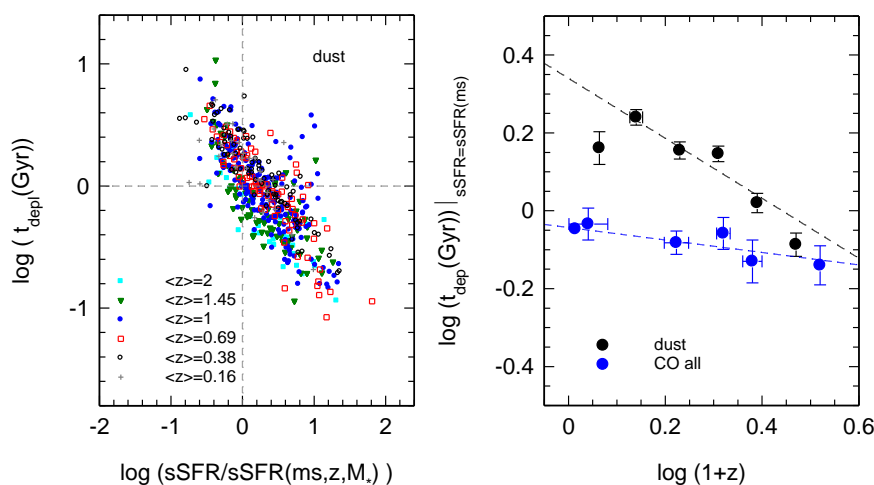 dust
1
0
-1
log ( t_depl(Gyr))
<z>=2
<z>=1.45
<z>=1
<z>=0.69
<z>=0.38
<z>=0.16
-2 -1 0 1 2
log (sSFR/sSFR(ms,z,M_*) )
0.4
0.2
-0
-0.2
-0.4
log (t_dep(Gyr))|_sSFR=sSFR(ms)
dust
CO all
0 0.2 0.4 0.6
log (1+z)